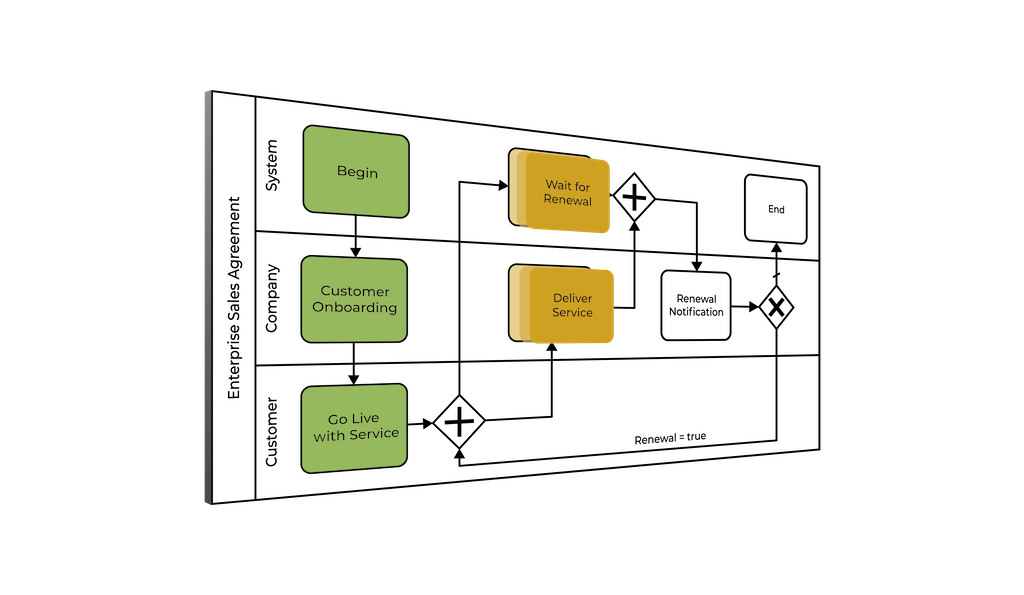 Enterprise Sales Agreement
System
Begin
Wait for
Renewal
End
Company
Customer
Onboarding
Deliver
Service
Renewal
Notification
Customer
Go Live
with Service
Renewal = true